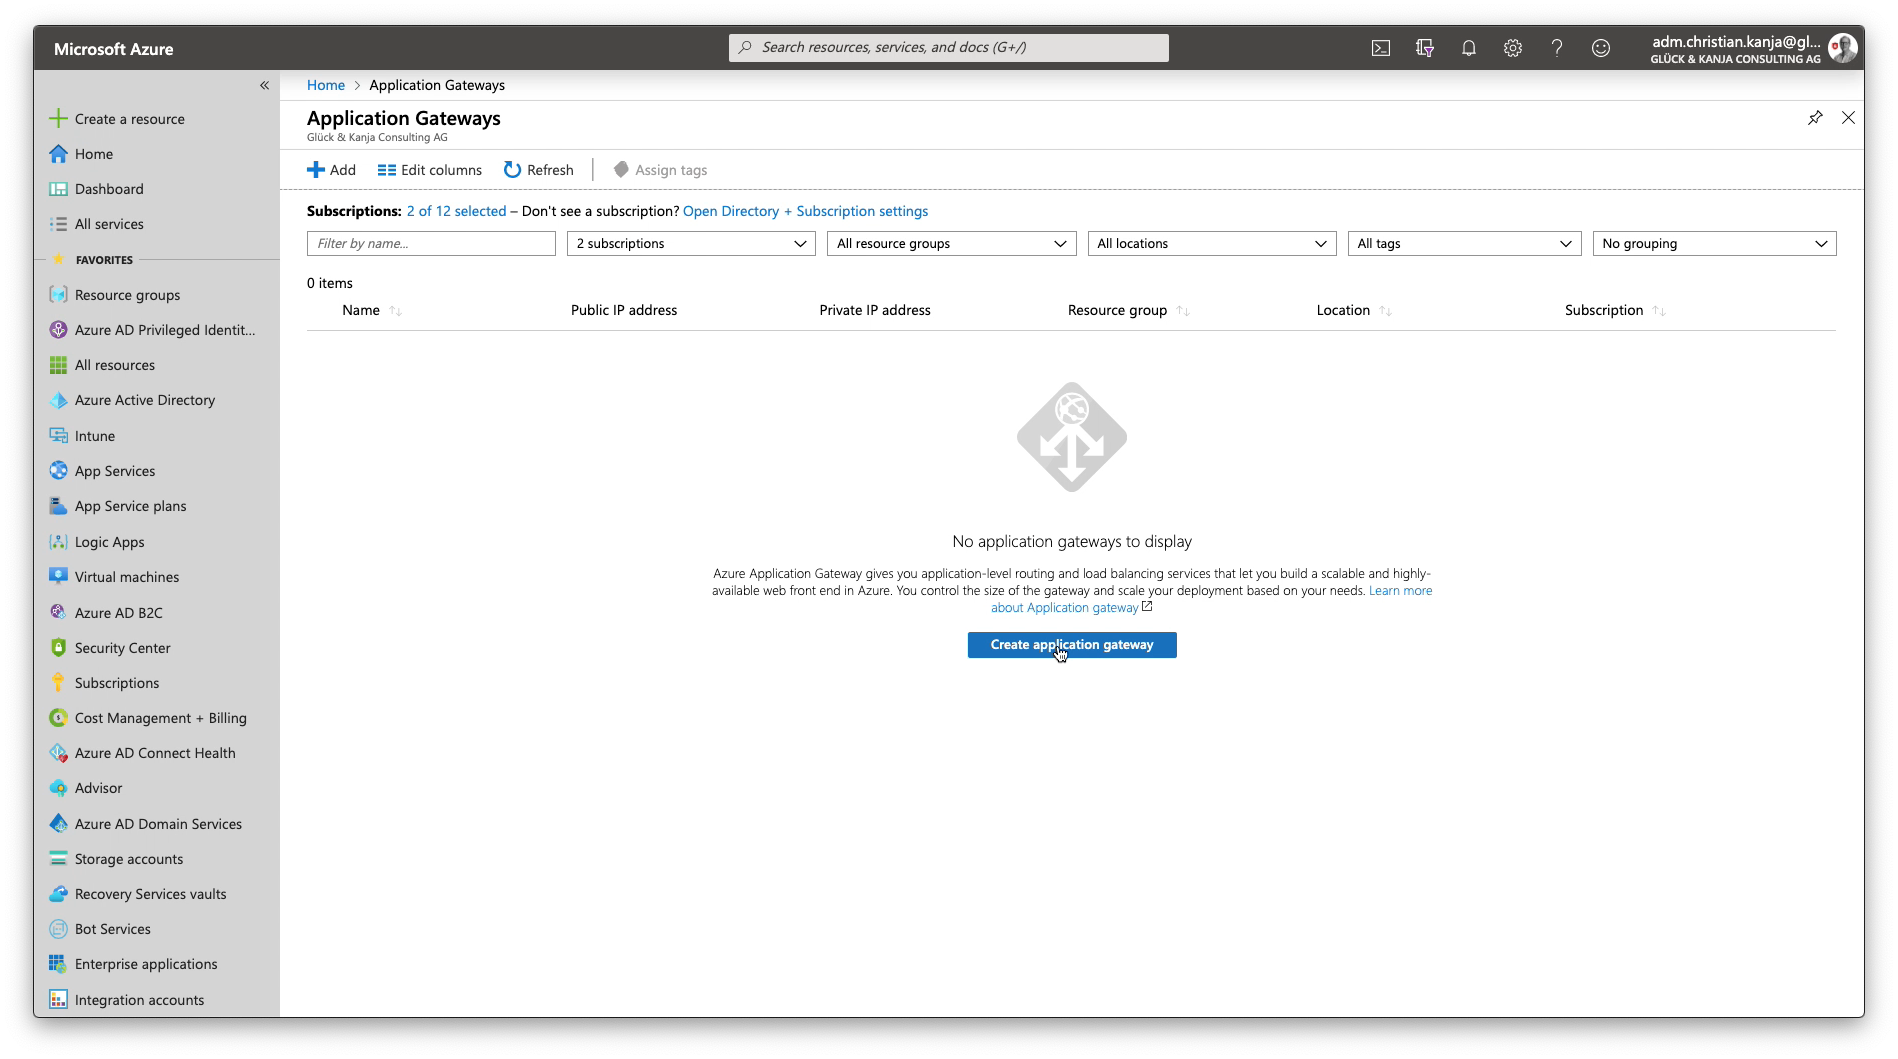 Microsoft Azure
Search resources, services, and docs (G+/)
adm.christian.kanja@gl...
GLÜCK & KANJA CONSULTING AG
Create a resource
Home
Dashboard
All services
FAVORITES
Resource groups
Azure AD Privileged Identit...
All resources
Azure Active Directory
Intune
App Services
App Service plans
Logic Apps
Virtual machines
Azure AD B2C
Security Center
Subscriptions
Cost Management + Billing
Azure AD Connect Health
Advisor
Azure AD Domain Services
Storage accounts
Recovery Services vaults
Bot Services
Enterprise applications
Integration accounts
Home > Application Gateways
Application Gateways
Glück & Kanja Consulting AG
Add Edit columns Refresh Assign tags
Subscriptions: 2 of 12 selected – Don't see a subscription? Open Directory + Subscription settings
Filter by name... 2 subscriptions All resource groups All locations All tags No grouping
0 items
Name Public IP address Private IP address Resource group Location Subscription
No application gateways to display
Azure Application Gateway gives you application-level routing and load balancing services that let you build a scalable and highly-
available web front end in Azure. You control the size of the gateway and scale your deployment based on your needs. Learn more
about Application gateway
Create application gateway